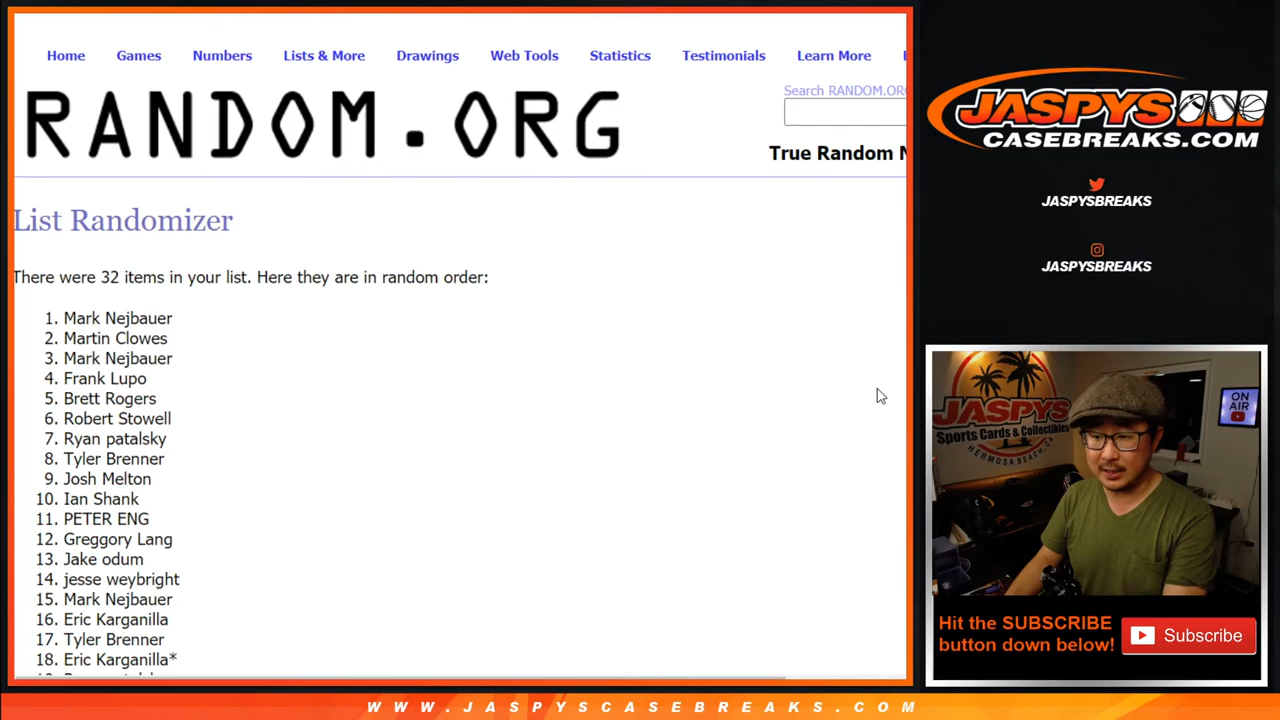 Home Games Numbers Lists & More Drawings Web Tools Statistics Testimonials Learn More
RANDOM.ORG
Search RANDOM.ORG
True Random N
List Randomizer
There were 32 items in your list. Here they are in random order:
1. Mark Nejbauer
2. Martin Clowes
3. Mark Nejbauer
4. Frank Lupo
5. Brett Rogers
6. Robert Stowell
7. Ryan patalsky
8. Tyler Brenner
9. Josh Melton
10. Ian Shank
11. PETER ENG
12. Greggory Lang
13. Jake odum
14. jesse weybright
15. Mark Nejbauer
16. Eric Karganilla
17. Tyler Brenner
18. Eric Karganilla*
JASPYS
CASEBREAKS.COM
JASPYSBREAKS
JASPYSBREAKS
JASPYS
Sports Cards & Collectibles
HERMOSA BEACH, CA
ON
AIR
Hit the SUBSCRIBE
button down below!
Subscribe
WWW.JASPYSCASEBREAKS.COM